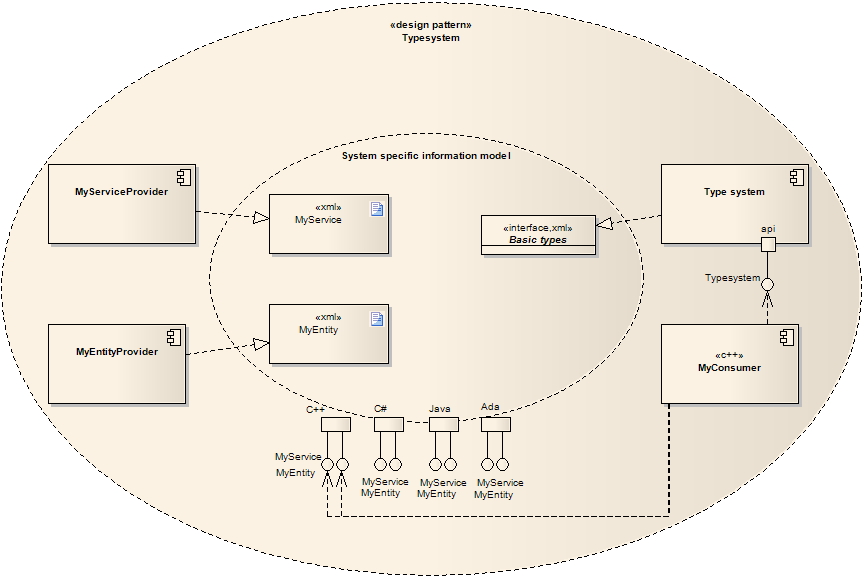 «design pattern»
Typesystem
System specific information model
MyServiceProvider
«xml»
MyService
«interface,xml»
Basic types
Type system
api
Typesystem
MyEntityProvider
«xml»
MyEntity
«c++»
MyConsumer
C++
C#
Java
Ada
MyService
MyEntity
MyService
MyEntity
MyService
MyEntity
MyService
MyEntity